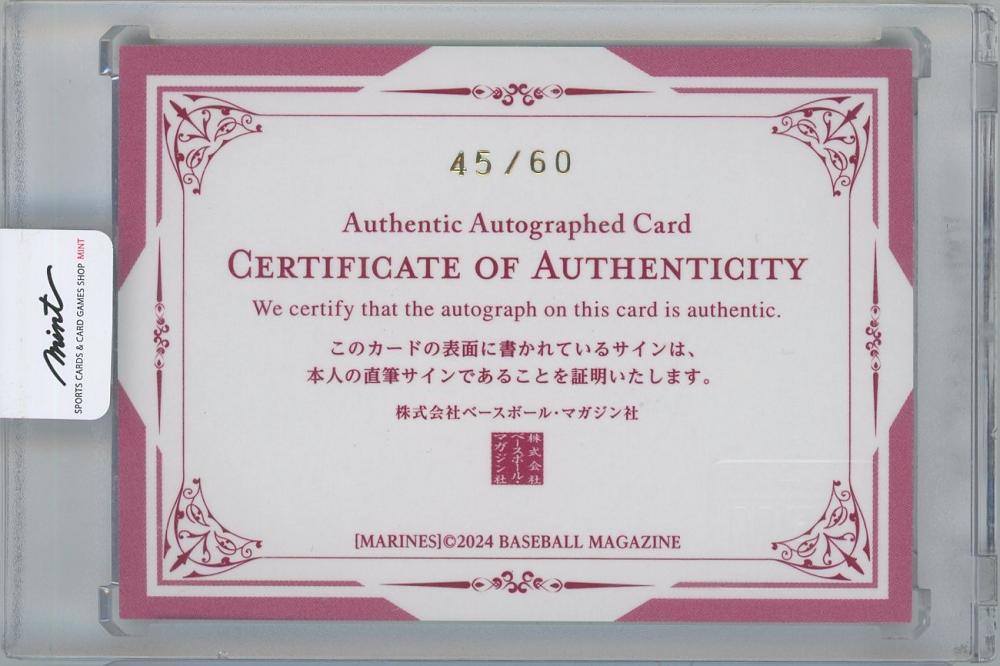 45/60
Authentic Autographed Card
CERTIFICATE OF AUTHENTICITY
We certify that the autograph on this card is authentic.
このカードの表面に書かれているサインは、
本人の直筆サインであることを証明いたします。
株式会社ベースボール・マガジン社
株式会社
ベースボール・
マガジン社
[MARINES]©2024 BASEBALL MAGAZINE
mint
SPORTS CARDS & CARD GAMES SHOP MINT